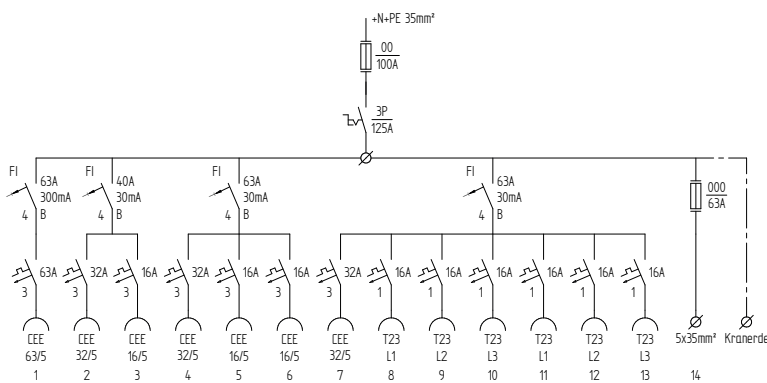 +N+PE 35mm²
00
100A
3P
125A
FI 63A 300mA 4 B
FI 40A 30mA 4 B
FI 63A 30mA 4 B
FI 63A 30mA 4 B
000
63A
63A 32A 16A 32A 16A 16A 32A 16A 16A 16A 16A 16A 16A
3 3 3 3 3 3 3 1 1 1 1 1 1
CEE CEE CEE CEE CEE CEE CEE T23 T23 T23 T23 T23 T23 5x35mm² Kranerde
63/5 32/5 16/5 32/5 16/5 16/5 32/5 L1 L2 L3 L1 L2 L3
1 2 3 4 5 6 7 8 9 10 11 12 13 14